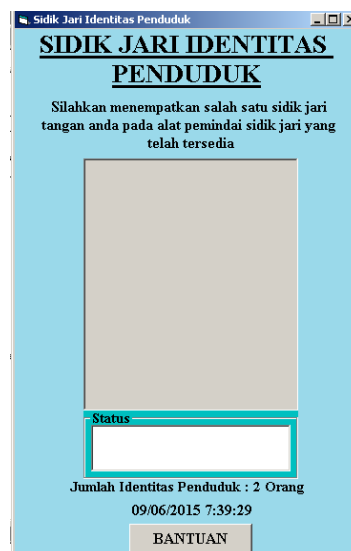 Sidik Jari Identitas Penduduk
SIDIK JARI IDENTITAS
PENDUDUK
Silahkan menempatkan salah satu sidik jari
tangan anda pada alat pemindai sidik jari yang
telah tersedia
Status
Jumlah Identitas Penduduk : 2 Orang
09/06/2015 7:39:29
BANTUAN